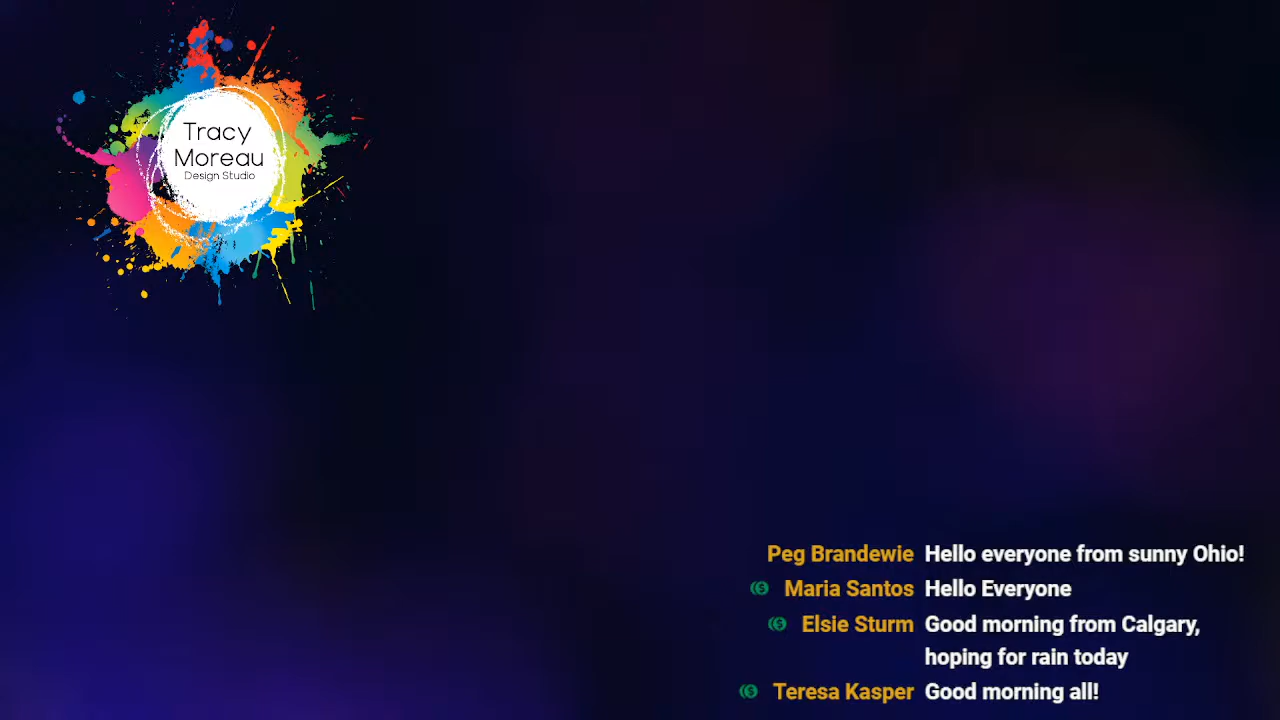 Tracy
Moreau
Design Studio
Peg Brandewie Hello everyone from sunny Ohio!
Maria Santos Hello Everyone
Elsie Sturm Good morning from Calgary,
hoping for rain today
Teresa Kasper Good morning all!